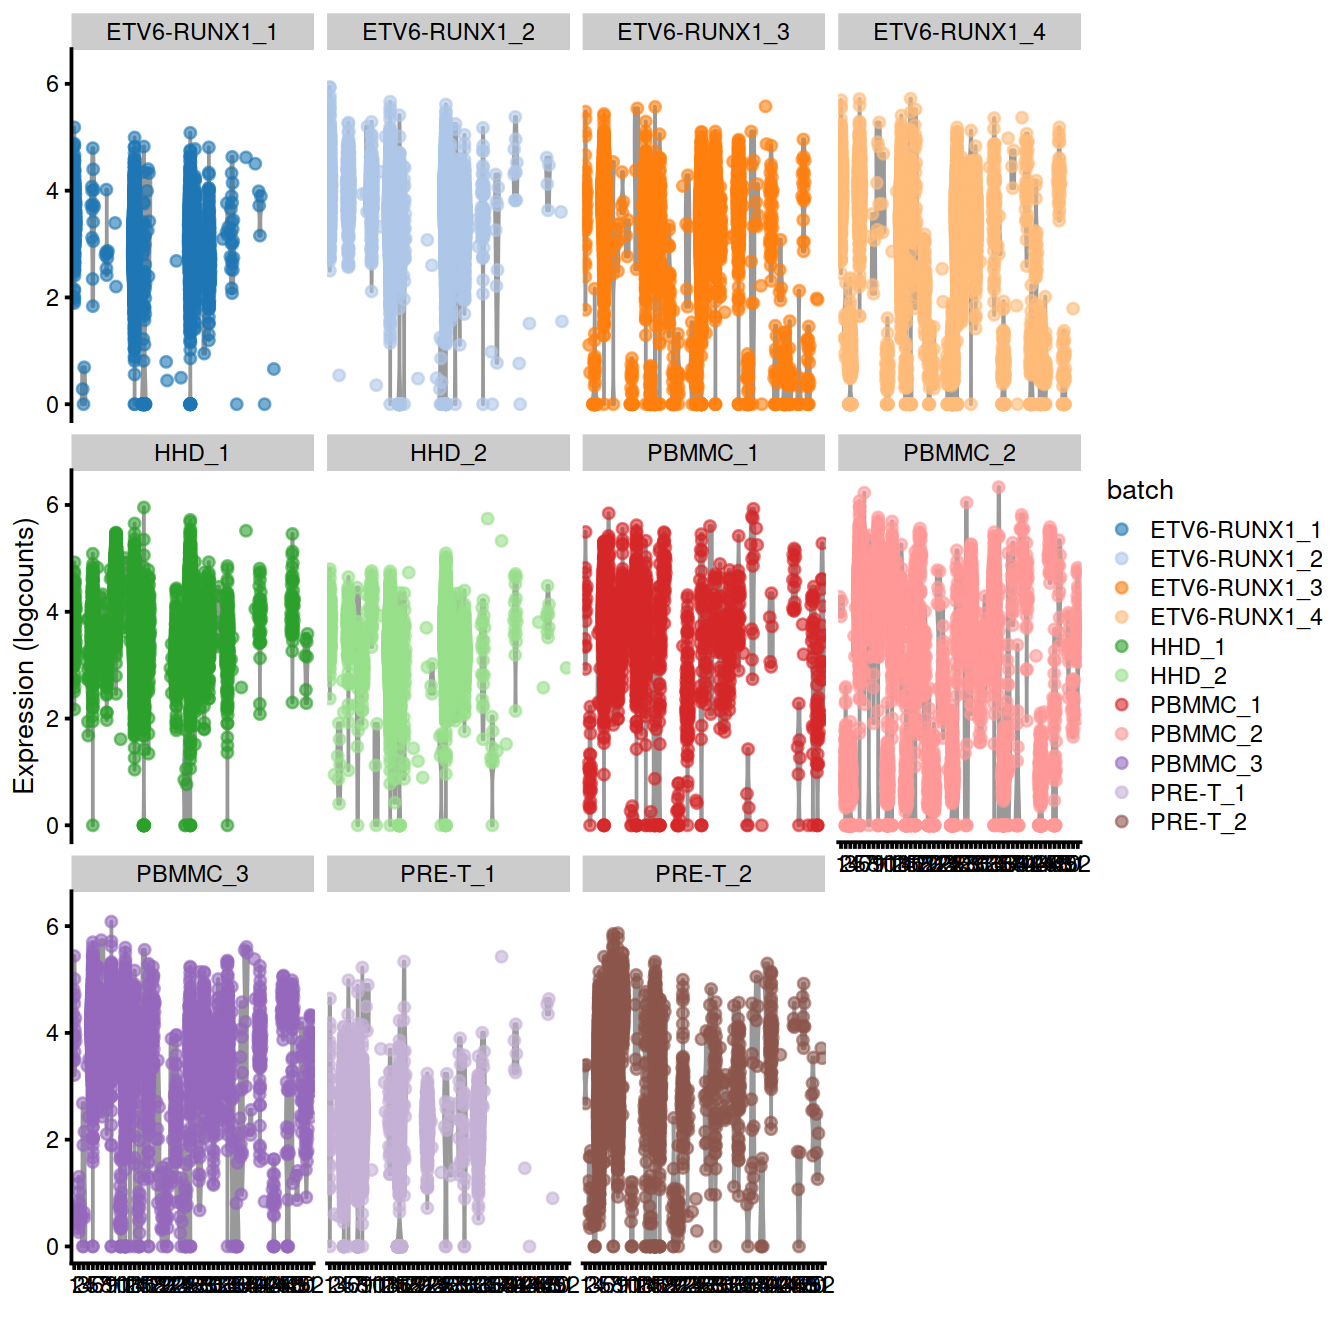 ETV6-RUNX1_1 ETV6-RUNX1_2 ETV6-RUNX1_3 ETV6-RUNX1_4
6
4
2
0
HHD_1 HHD_2 PBMMC_1 PBMMC_2
6
4
2
0
Expression (logcounts)
batch
ETV6-RUNX1_1
ETV6-RUNX1_2
ETV6-RUNX1_3
ETV6-RUNX1_4
HHD_1
HHD_2
PBMMC_1
PBMMC_2
PBMMC_3
PRE-T_1
PRE-T_2
PBMMC_3 PRE-T_1 PRE-T_2
6
4
2
0